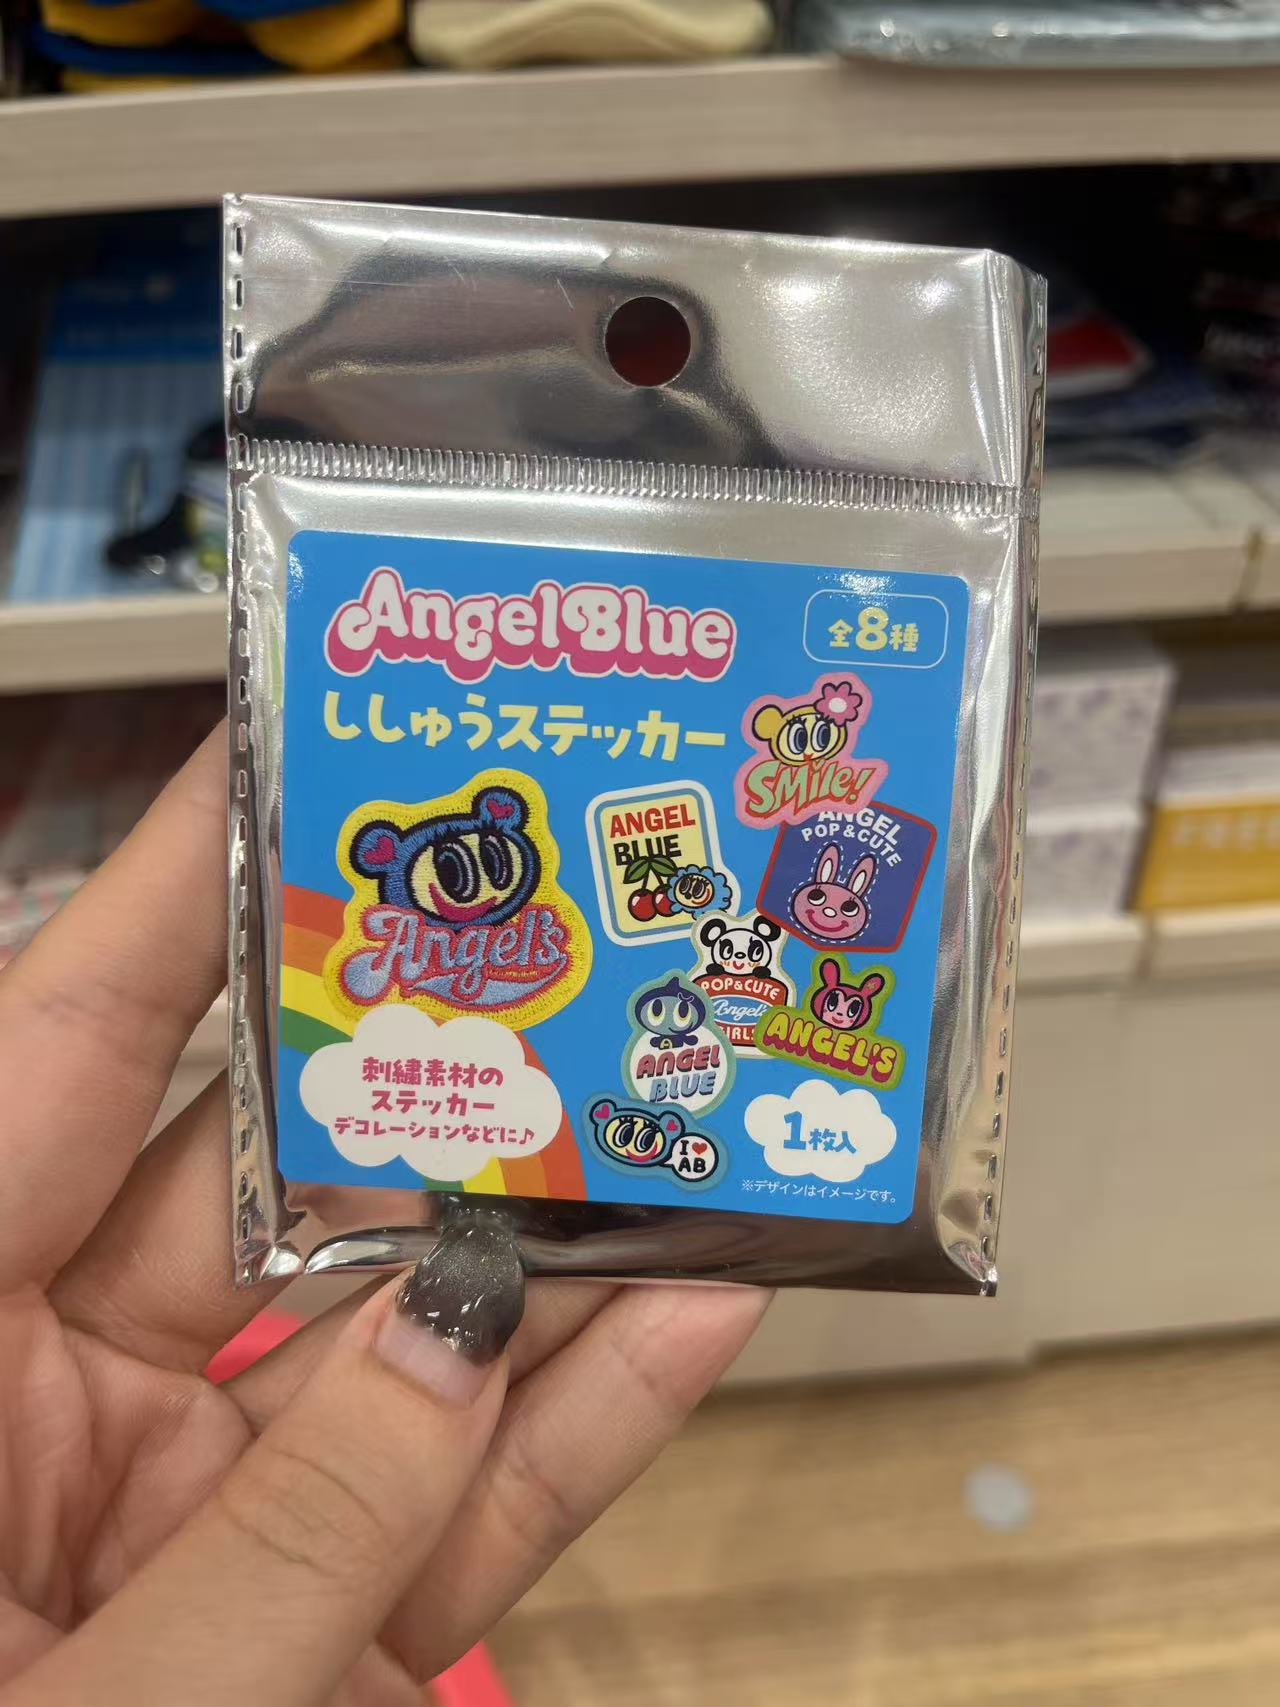 AngelBlue
全8種
ししゅうステッカー
SMile!
ANGEL
BLUE
ANGEL
POP & CUTE
Angel's
POP&CUTE
Angel's
GIRLS
ANGEL'S
ANGEL
BLUE
I♥
AB
刺繍素材の
ステッカー
デコレーションなどに♪
1枚入
※デザインはイメージです。